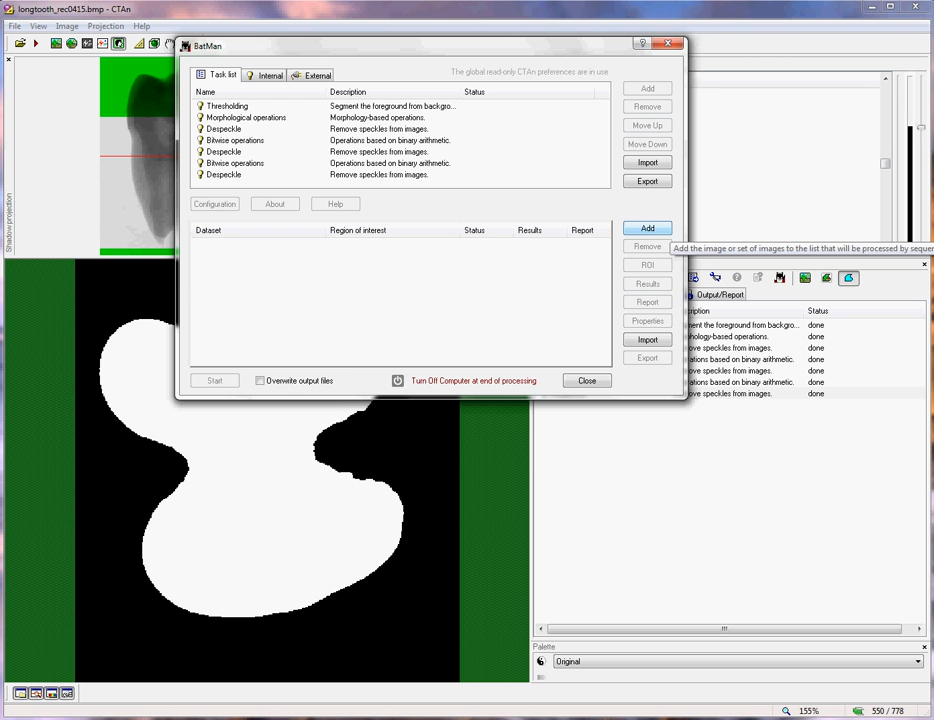 longtooth_rec0415.bmp - CTAn
File View Image Projection Help
BatMan
Task list Internal External
The global read-only CTAn preferences are in use
Name Description Status
Thresholding Segment the foreground from backgro...
Morphological operations Morphology-based operations.
Despeckle Remove speckles from images.
Bitwise operations Operations based on binary arithmetic.
Despeckle Remove speckles from images.
Bitwise operations Operations based on binary arithmetic.
Despeckle Remove speckles from images.
Add
Remove
Move Up
Move Down
Import
Export
Configuration About Help
Dataset Region of interest Status Results Report
Add
Remove
ROI
Results
Report
Properties
Import
Export
Add the image or set of images to the list that will be processed by sequer
Start Overwrite output files Turn Off Computer at end of processing Close
Shadow projection
Output/Report
ription Status
ment the foreground from backgro... done
phology-based operations. done
ove speckles from images. done
ations based on binary arithmetic. done
ove speckles from images. done
ations based on binary arithmetic. done
ove speckles from images. done
Palette
Original
155% 550 / 778